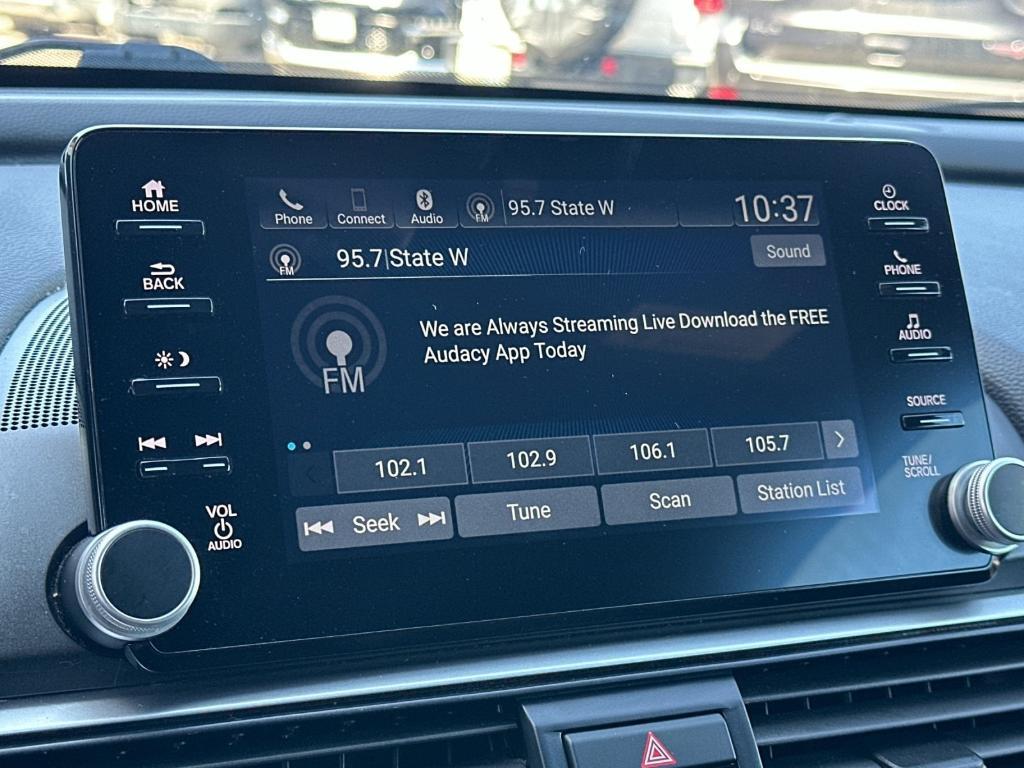 HOME
BACK
VOL
AUDIO
Phone
Connect
Audio
FM
95.7 State W
10:37
FM
95.7|State W
Sound
FM
We are Always Streaming Live Download the FREE
Audacy App Today
102.1
102.9
106.1
105.7
Seek
Tune
Scan
Station List
CLOCK
PHONE
AUDIO
SOURCE
TUNE/
SCROLL